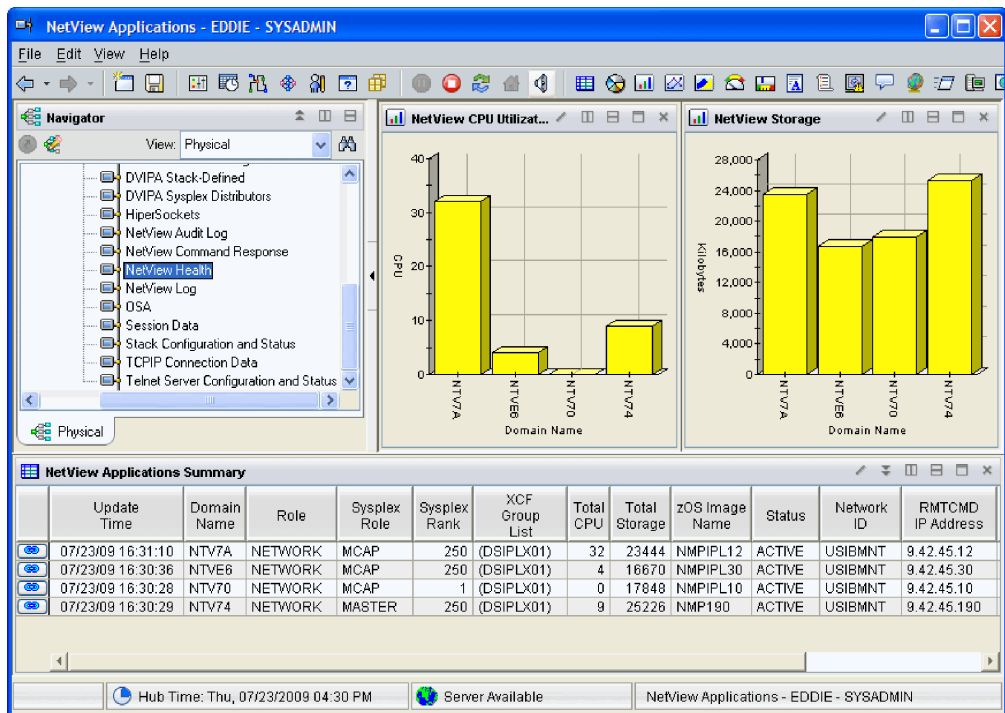 NetView Applications - EDDIE - SYSADMIN
File Edit View Help
Navigator
View: Physical
DVIPA Stack-Defined
DVIPA Sysplex Distributors
HiperSockets
NetView Audit Log
NetView Command Response
NetView Health
NetView Log
OSA
Session Data
Stack Configuration and Status
TCPIP Connection Data
Telnet Server Configuration and Status
Physical
NetView CPU Utilizat...
40
30
20
10
0
CPU
NTV7A
NTVE6
NTV70
NTV74
Domain Name
NetView Storage
28,000
24,000
20,000
16,000
12,000
8,000
4,000
0
Kilobytes
NTV7A
NTVE6
NTV70
NTV74
Domain Name
NetView Applications Summary
Update Time Domain Name Role Sysplex Role Sysplex Rank XCF Group List Total CPU Total Storage zOS Image Name Status Network ID RMTCMD IP Address
07/23/09 16:31:10 NTV7A NETWORK MCAP 250 (DSIPLX01) 32 23444 NMPIPL12 ACTIVE USIBMNT 9.42.45.12
07/23/09 16:30:36 NTVE6 NETWORK MCAP 250 (DSIPLX01) 4 16670 NMPIPL30 ACTIVE USIBMNT 9.42.45.30
07/23/09 16:30:28 NTV70 NETWORK MCAP 1 (DSIPLX01) 0 17848 NMPIPL10 ACTIVE USIBMNT 9.42.45.10
07/23/09 16:30:29 NTV74 NETWORK MASTER 250 (DSIPLX01) 9 25226 NMP190 ACTIVE USIBMNT 9.42.45.190
Hub Time: Thu, 07/23/2009 04:30 PM
Server Available
NetView Applications - EDDIE - SYSADMIN